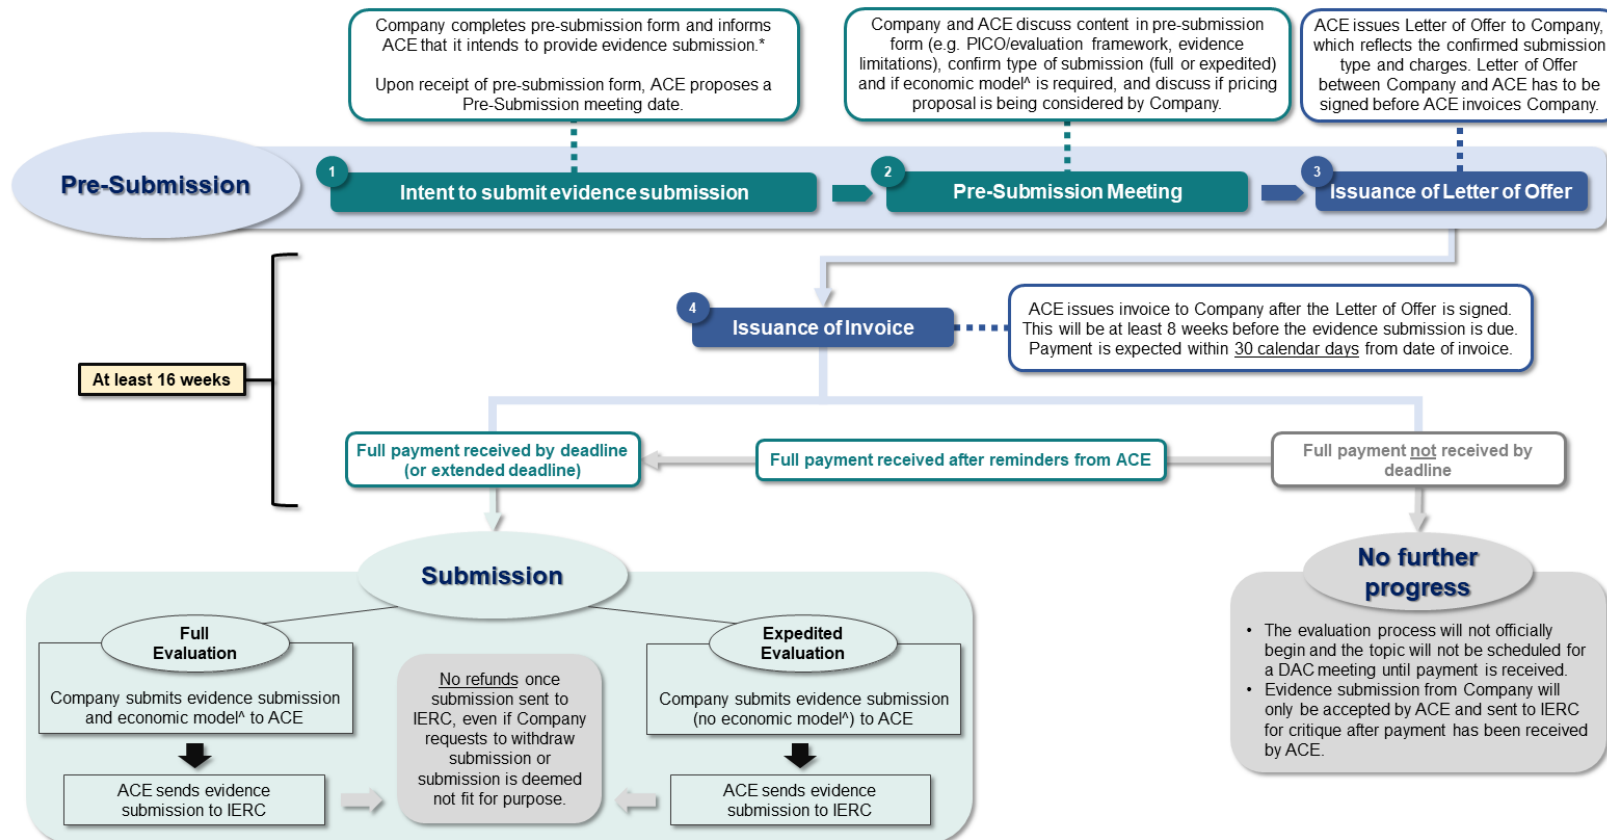 Company completes pre-submission form and informs
ACE that it intends to provide evidence submission.*
Upon receipt of pre-submission form, ACE proposes a
Pre-Submission meeting date.
Company and ACE discuss content in pre-submission
form (e.g. PICO/evaluation framework, evidence
limitations), confirm type of submission (full or expedited)
and if economic model^ is required, and discuss if pricing
proposal is being considered by Company.
ACE issues Letter of Offer to Company,
which reflects the confirmed submission
type and charges. Letter of Offer
between Company and ACE has to be
signed before ACE invoices Company.
Pre-Submission
1
Intent to submit evidence submission
2
Pre-Submission Meeting
3
Issuance of Letter of Offer
4
Issuance of Invoice
ACE issues invoice to Company after the Letter of Offer is signed.
This will be at least 8 weeks before the evidence submission is due.
Payment is expected within 30 calendar days from date of invoice.
At least 16 weeks
Full payment received by deadline
(or extended deadline)
Full payment received after reminders from ACE
Full payment not received by
deadline
Submission
Full
Evaluation
Company submits evidence submission
and economic model^ to ACE
ACE sends evidence
submission to IERC
No refunds once
submission sent to
IERC, even if Company
requests to withdraw
submission or
submission is deemed
not fit for purpose.
Expedited
Evaluation
Company submits evidence submission
(no economic model^) to ACE
ACE sends evidence
submission to IERC
No further
progress
• The evaluation process will not officially
begin and the topic will not be scheduled for
a DAC meeting until payment is received.
• Evidence submission from Company will
only be accepted by ACE and sent to IERC
for critique after payment has been received
by ACE.